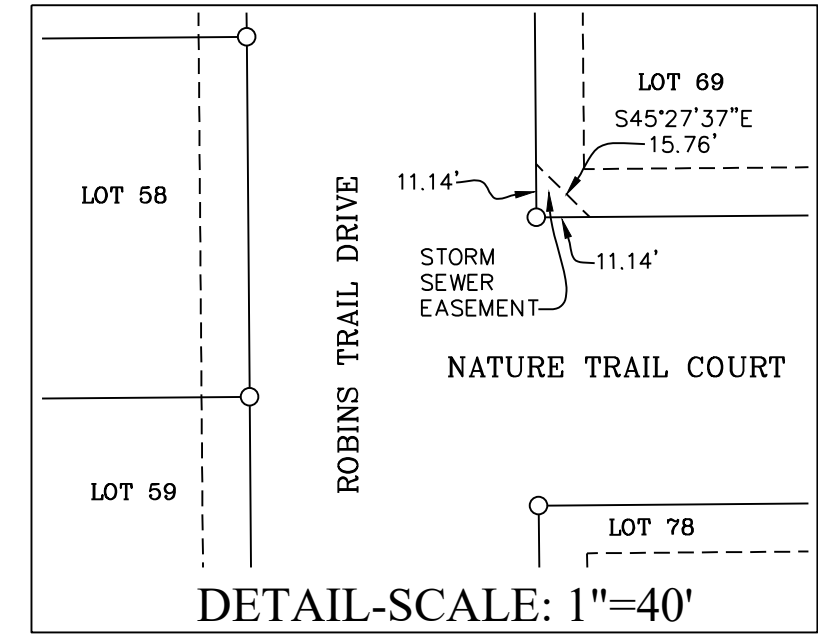 LOT 69
S45°27'37"E
15.76'
LOT 58
11.14'
ROBINS TRAIL DRIVE
STORM
SEWER
EASEMENT
11.14'
NATURE TRAIL COURT
LOT 59
LOT 78
DETAIL-SCALE: 1"=40'